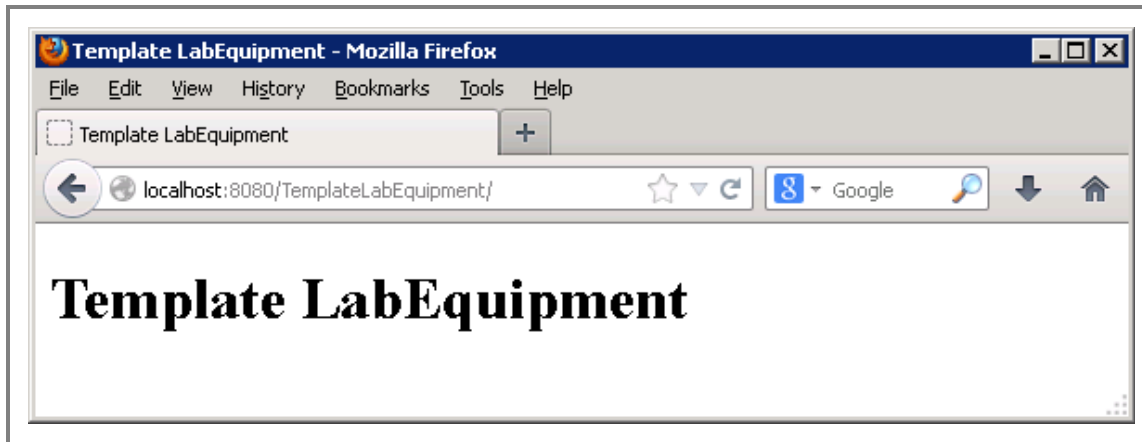 Template LabEquipment - Mozilla Firefox
File Edit View History Bookmarks Tools Help
Template LabEquipment +
localhost:8080/TemplateLabEquipment/ 8 Google
Template LabEquipment